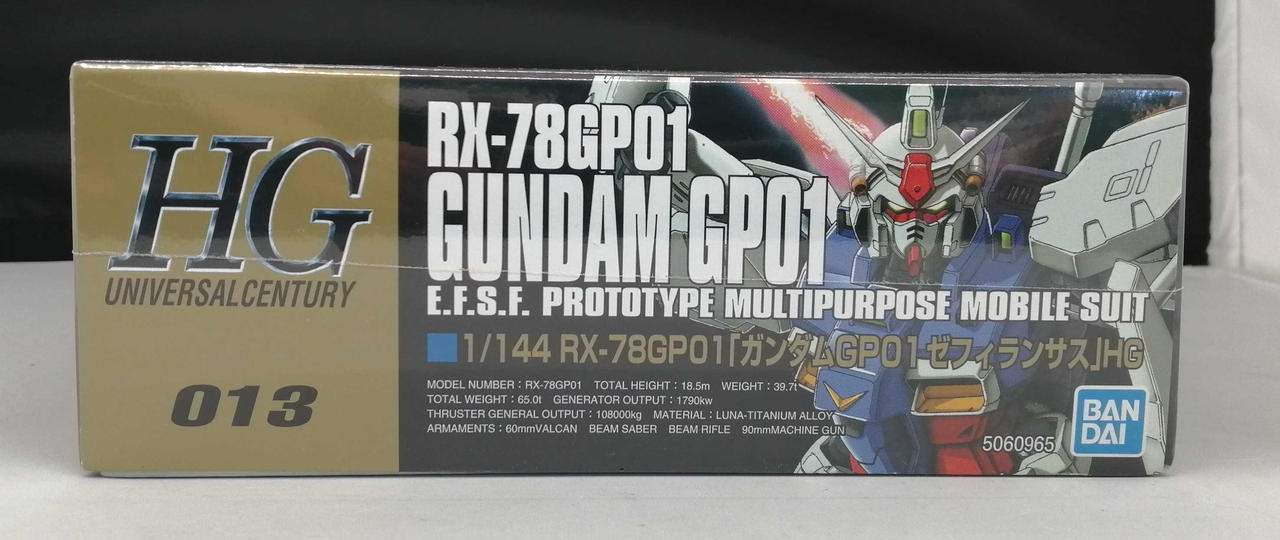 HG
UNIVERSALCENTURY
013
RX-78GP01
GUNDAM GP01
E.F.S.F. PROTOTYPE MULTIPURPOSE MOBILE SUIT
1/144 RX-78GP01「ガンダムGP01ゼフィランサス」HG
MODEL NUMBER : RX-78GP01 TOTAL HEIGHT : 18.5m WEIGHT : 39.7t
TOTAL WEIGHT : 65.0t GENERATOR OUTPUT : 1790kw
THRUSTER GENERAL OUTPUT : 108000kg MATERIAL : LUNA-TITANIUM ALLOY
ARMAMENTS : 60mmVALCAN BEAM SABER BEAM RIFLE 90mmMACHINE GUN
5060965
BAN
DAI
01